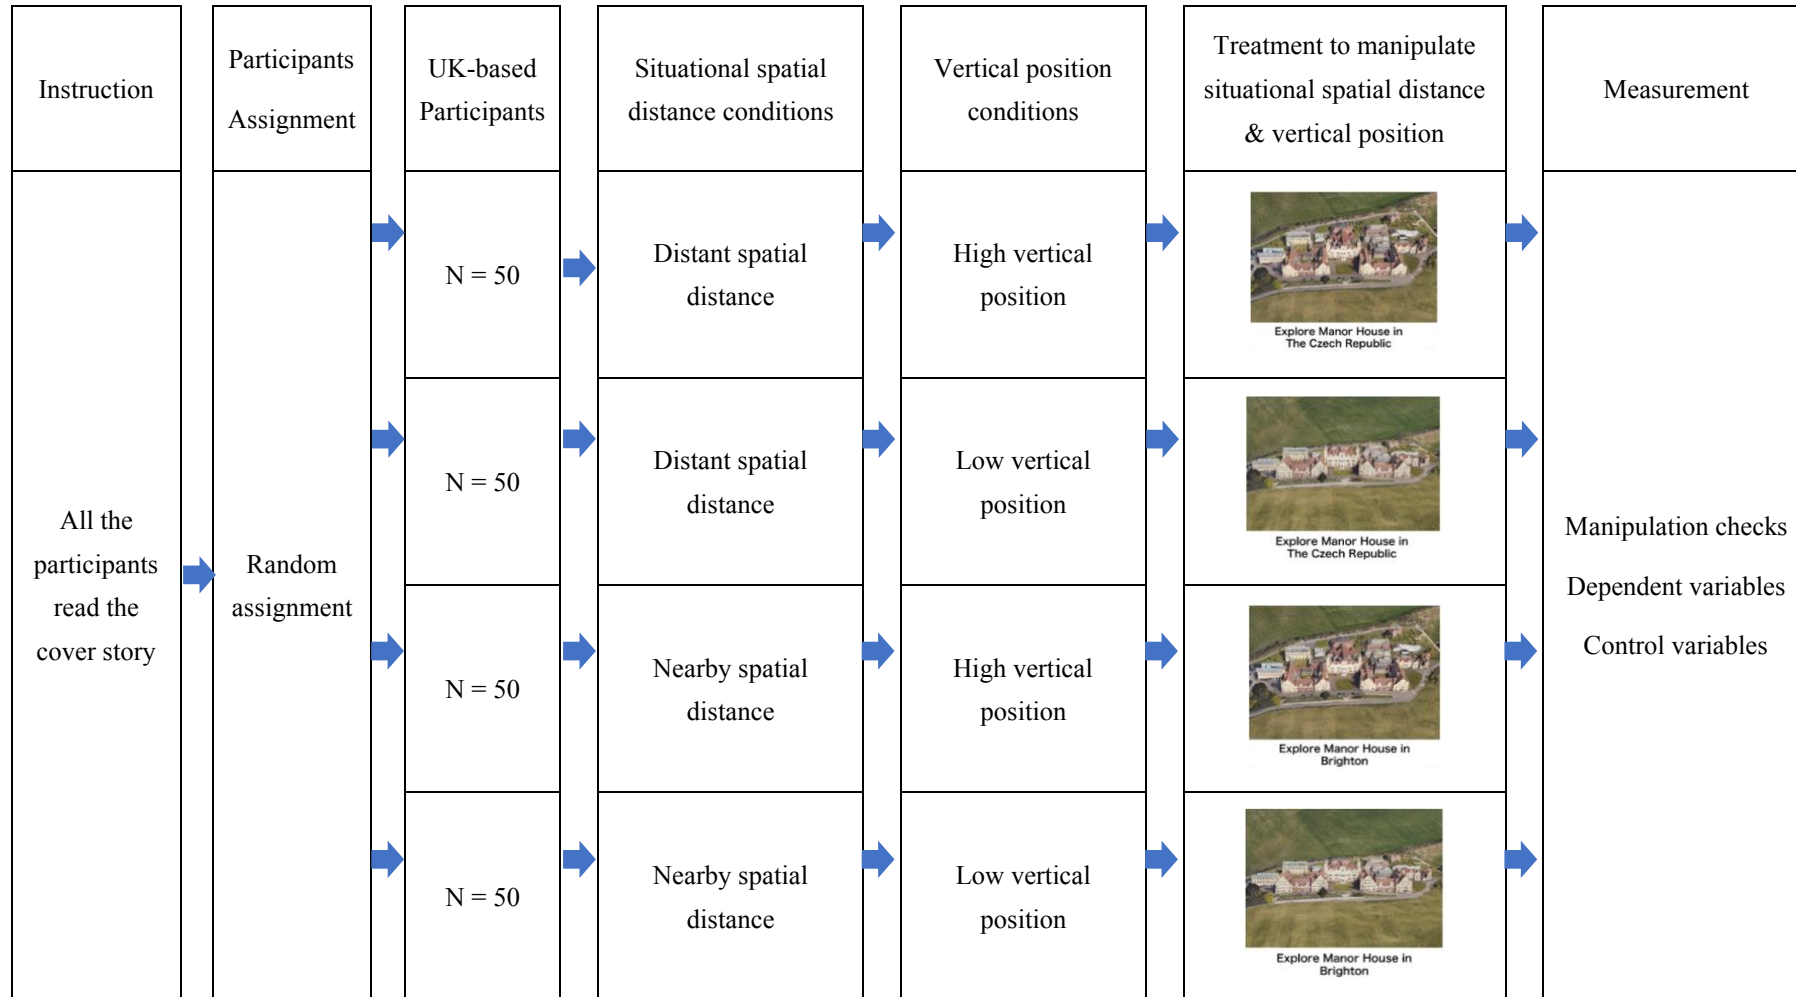 Instruction
Participants
Assignment
UK-based
Participants
Situational spatial
distance conditions
Vertical position
conditions
Treatment to manipulate
situational spatial distance
& vertical position
Measurement
All the
participants
read the
cover story
Random
assignment
N = 50
Distant spatial
distance
High vertical
position
Explore Manor House in
The Czech Republic
N = 50
Distant spatial
distance
Low vertical
position
Explore Manor House in
The Czech Republic
N = 50
Nearby spatial
distance
High vertical
position
Explore Manor House in
Brighton
N = 50
Nearby spatial
distance
Low vertical
position
Explore Manor House in
Brighton
Manipulation checks
Dependent variables
Control variables